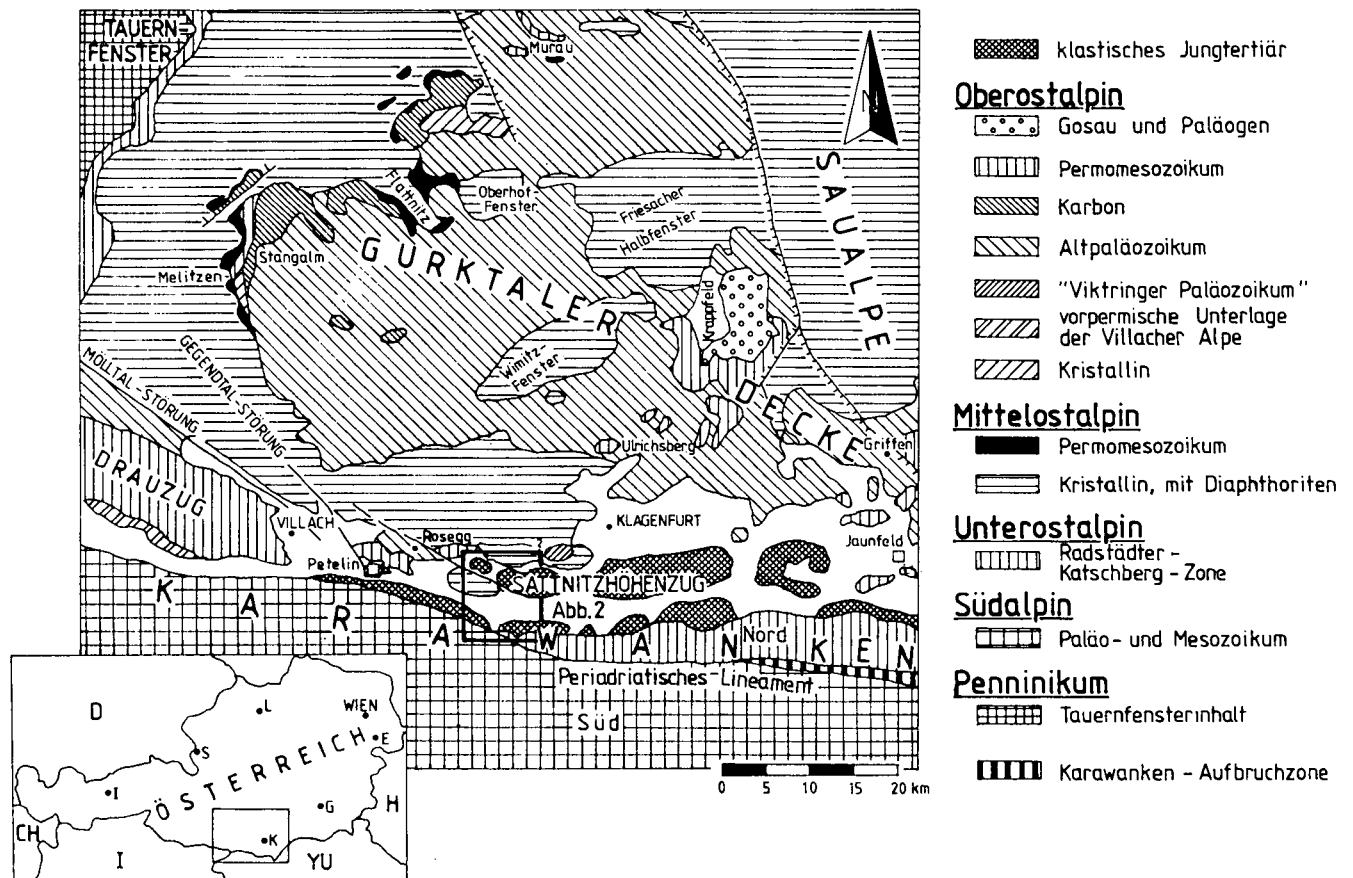 TAUERN-
FENSTER
Murau
N
SAUALPE
Flattnitz
Oberhof-
Fenster
Friesacher
Halbfenster
GURKTALER
DECKE
Stangalm
Melitzen
Krappfeld
Wimitz-
Fenster
GEGENDTAL-STÖRUNG
MÖLLTAL-STÖRUNG
Ulrichsberg
Griffen
DRAUZUG
VILLACH
KLAGENFURT
Rosegg
Jaunfeld
Petelin
SATTNITZHÖHENZUG
Abb.2
KARAWANKEN
Nord
Periadriatisches-Lineament
Süd
0 5 10 15 20 km
D
L
WIEN
E
S
ÖSTERREICH
I
G
H
CH
K
I
YU
klastisches Jungtertiär
Oberostalpin
Gosau und Paläogen
Permomesozoikum
Karbon
Altpaläozoikum
"Viktringer Paläozoikum"
vorpermische Unterlage
der Villacher Alpe
Kristallin
Mittelostalpin
Permomesozoikum
Kristallin, mit Diaphthoriten
Unterostalpin
Radstädter-
Katschberg-Zone
Südalpin
Paläo- und Mesozoikum
Penninikum
Tauernfensterinhalt
Karawanken - Aufbruchzone